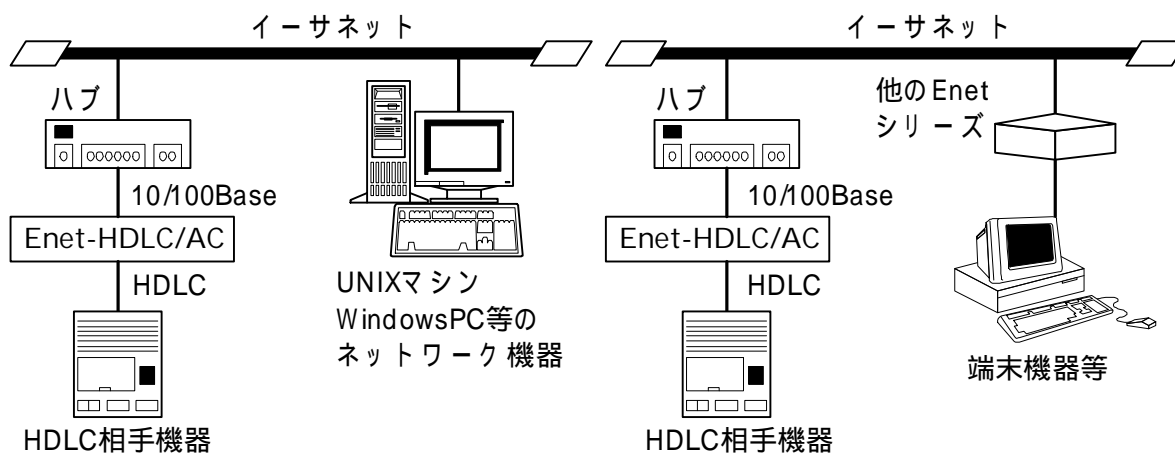 イーサネット
ハブ
10/100Base
Enet-HDLC/AC
HDLC
HDLC相手機器
UNIXマシン
WindowsPC等の
ネットワーク機器
イーサネット
ハブ
10/100Base
Enet-HDLC/AC
HDLC
HDLC相手機器
他のEnet
シリーズ
端末機器等